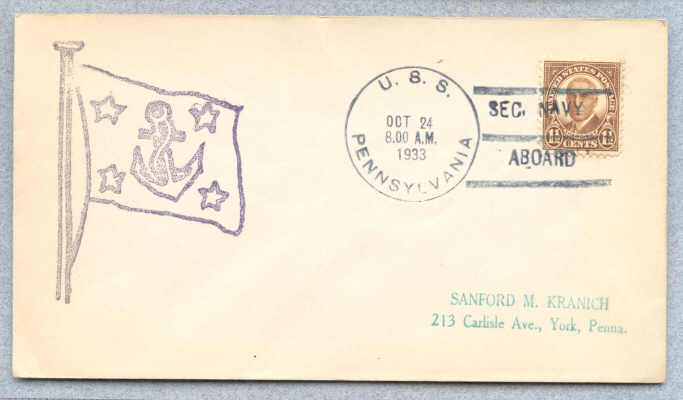 U. S. S.
OCT 24
8.00 A.M.
1933
PENNSYLVANIA
SEC. NAVY
ABOARD
UNITED STATES POSTAGE
1½ 1½
CENTS
SANFORD M. KRANICH
213 Carlisle Ave., York, Penna.